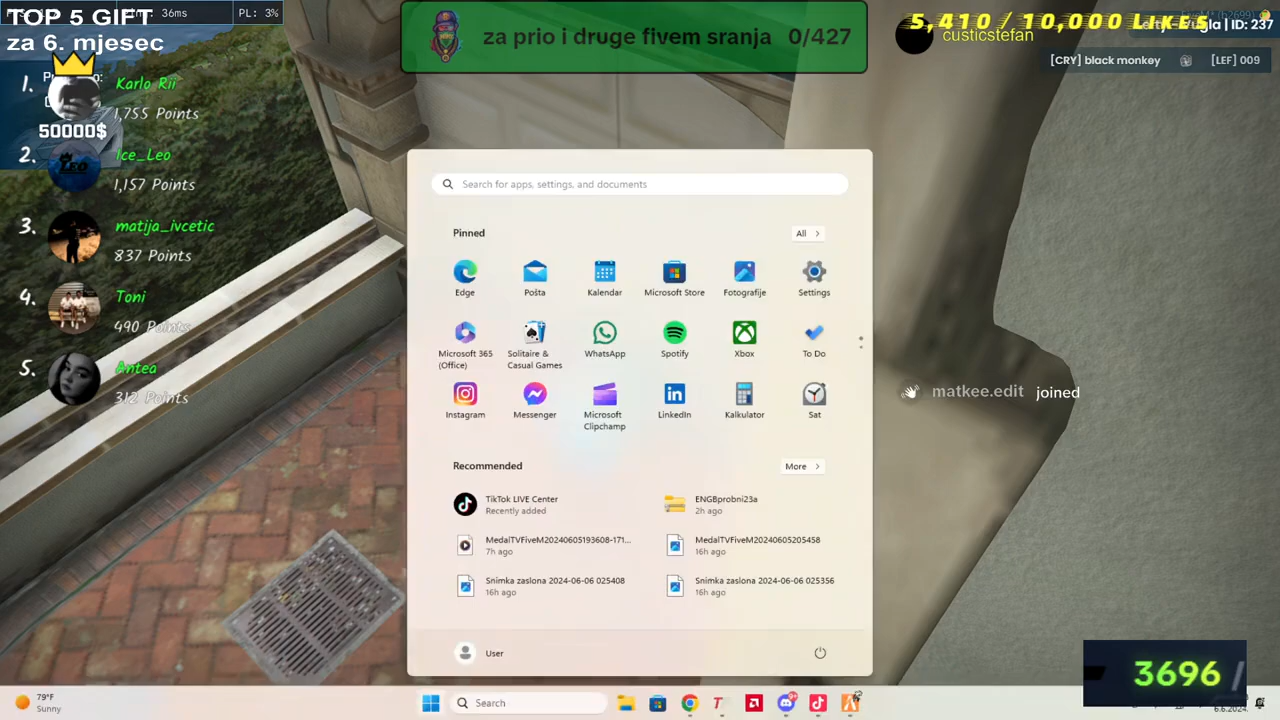 36ms
PL: 3%
TOP 5 GIFT
za 6. mjesec
1.
Karlo Rii
1,755 Points
50000$
2.
Ice_Leo
1,157 Points
3.
matija_ivcetic
837 Points
4.
Toni
490 Points
5.
Antea
312 Points
za prio i druge fivem sranja 0/427
5,410 / 10,000 LIKES
| ID: 237
custicstefan
[CRY] black monkey [LEF] 009
Search for apps, settings, and documents
Pinned
All
Edge
Pošta
Kalendar
Microsoft Store
Fotografije
Settings
Microsoft 365
(Office)
Solitaire &
Casual Games
WhatsApp
Spotify
Xbox
To Do
Instagram
Messenger
Microsoft
Clipchamp
LinkedIn
Kalkulator
Sat
Recommended
More
TikTok LIVE Center
Recently added
ENGBprobni23a
2h ago
MedalTVFiveM20240605193608-171...
7h ago
MedalTVFiveM20240605205458
16h ago
Snimka zaslona 2024-06-06 025408
16h ago
Snimka zaslona 2024-06-06 025356
16h ago
User
matkee.edit joined
3696 /
79°F
Sunny
Search
9+
6.6.2024.